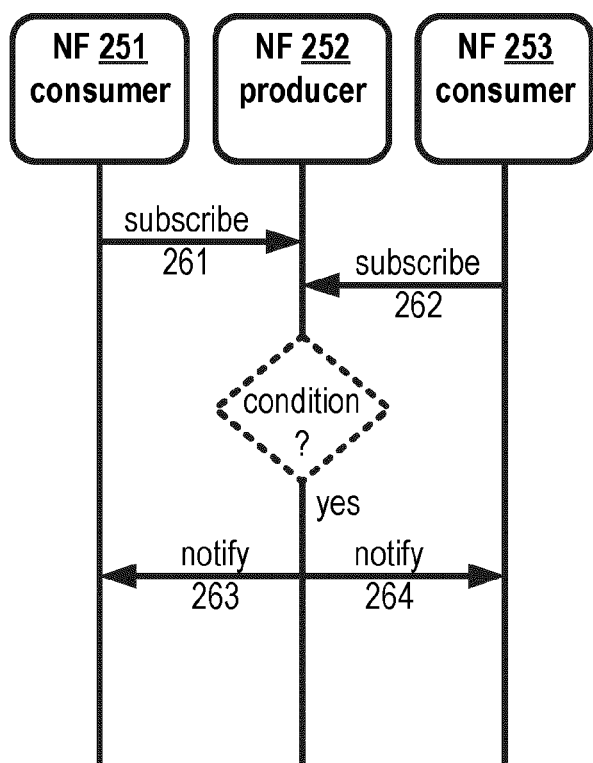 NF 251
consumer
NF 252
producer
NF 253
consumer
subscribe
261
subscribe
262
condition
?
yes
notify
263
notify
264